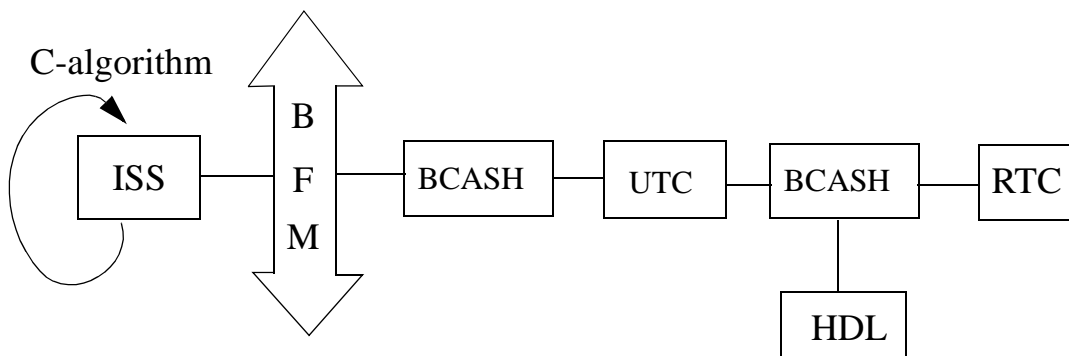 C-algorithm
ISS
B
F
M
BCASH
UTC
BCASH
RTC
HDL